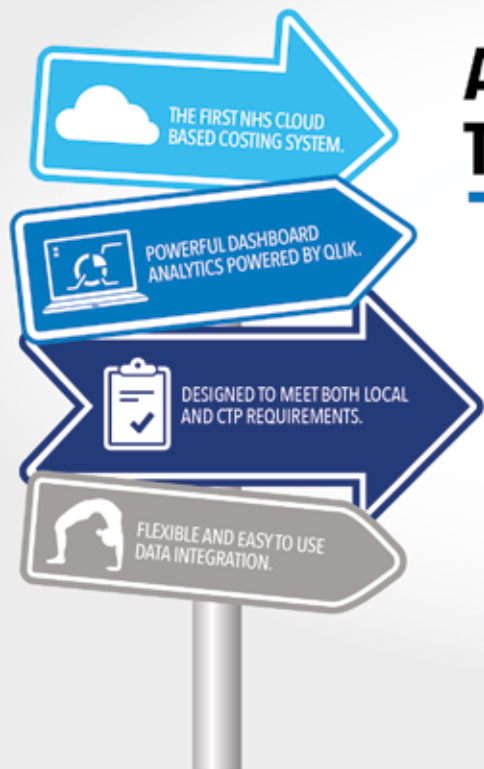 THE FIRST NHS CLOUD
BASED COSTING SYSTEM.
POWERFUL DASHBOARD
ANALYTICS POWERED BY QLIK.
DESIGNED TO MEET BOTH LOCAL
AND CTP REQUIREMENTS.
FLEXIBLE AND EASY TO USE
DATA INTEGRATION.